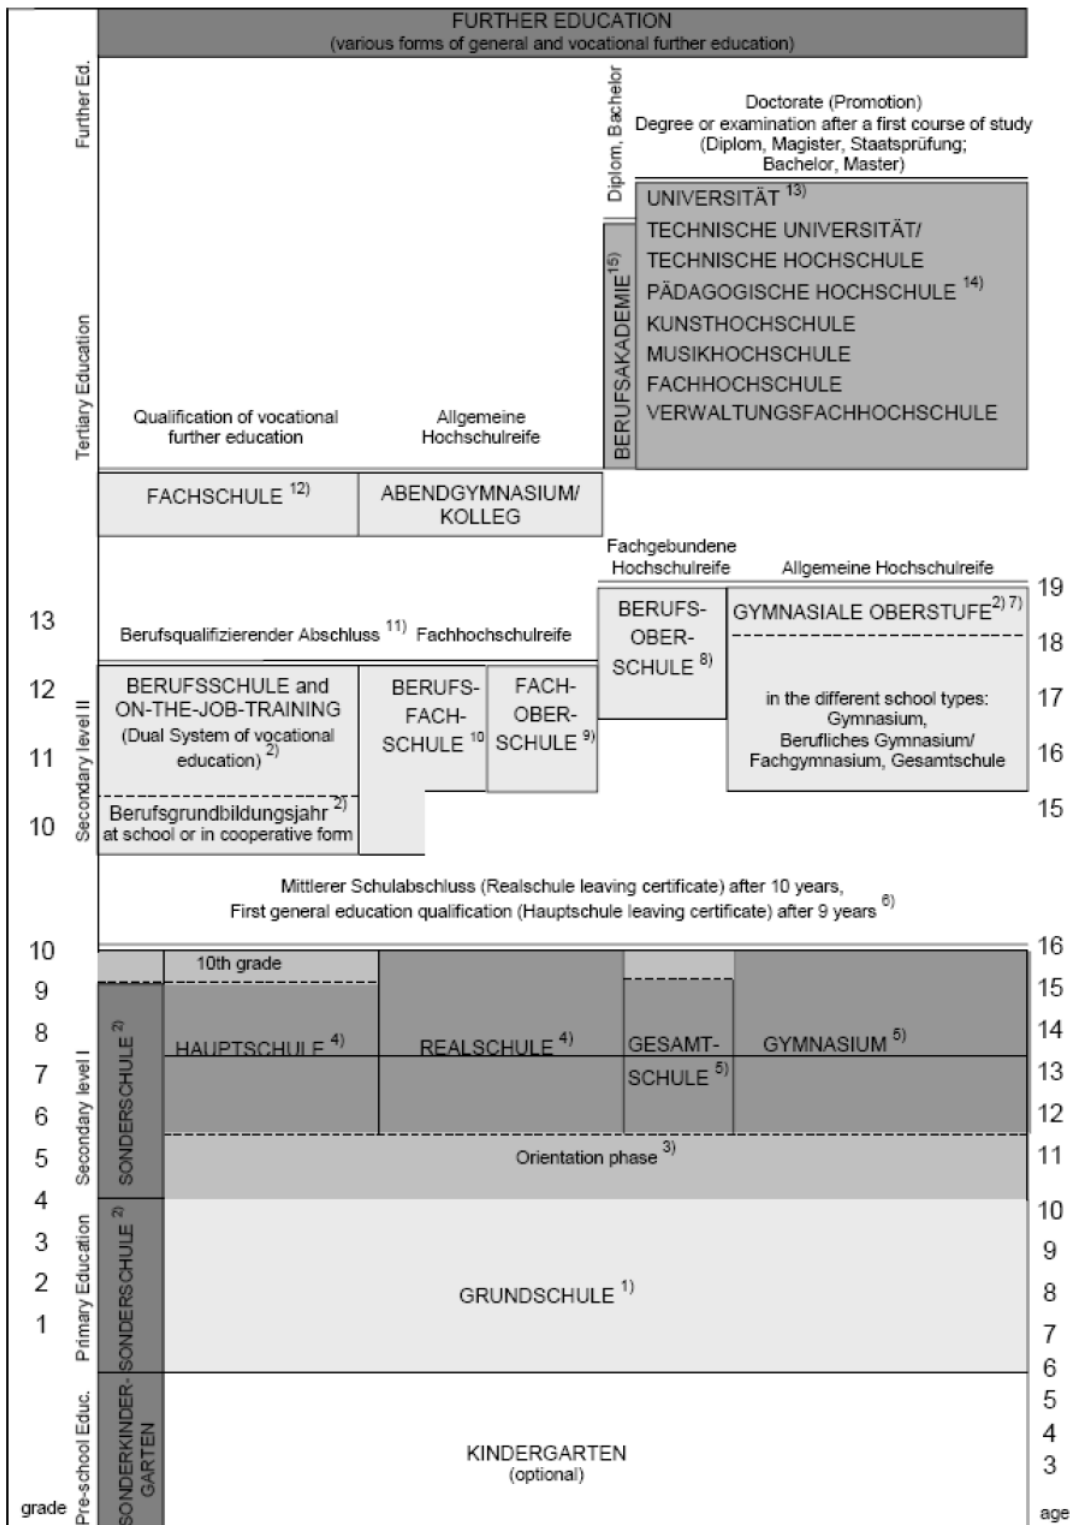 FURTHER EDUCATION
(various forms of general and vocational further education)
Further Ed.
Diplom, Bachelor
Doctorate (Promotion)
Degree or examination after a first course of study
(Diplom, Magister, Staatsprüfung;
Bachelor, Master)
Tertiary Education
BERUFSAKADEMIE 15)
UNIVERSITÄT 13)
TECHNISCHE UNIVERSITÄT/
TECHNISCHE HOCHSCHULE
PÄDAGOGISCHE HOCHSCHULE 14)
KUNSTHOCHSCHULE
MUSIKHOCHSCHULE
FACHHOCHSCHULE
VERWALTUNGSFACHHOCHSCHULE
Qualification of vocational
further education
Allgemeine
Hochschulreife
FACHSCHULE 12)
ABENDGYMNASIUM/
KOLLEG
Fachgebundene
Hochschulreife
Allgemeine Hochschulreife
Secondary level II
13
12
11
10
Berufsqualifizierender Abschluss 11)
Fachhochschulreife
BERUFSSCHULE and
ON-THE-JOB-TRAINING
(Dual System of vocational
education) 2)
Berufsgrundbildungsjahr 2)
at school or in cooperative form
BERUFS-
FACH-
SCHULE 10
FACH-
OBER-
SCHULE 9)
BERUFS-
OBER-
SCHULE 8)
GYMNASIALE OBERSTUFE 2) 7)
in the different school types:
Gymnasium,
Berufliches Gymnasium/
Fachgymnasium, Gesamtschule
19
18
17
16
15
Mittlerer Schulabschluss (Realschule leaving certificate) after 10 years,
First general education qualification (Hauptschule leaving certificate) after 9 years 6)
10
9
8
7
6
5
4
3
2
1
Secondary level I
SONDERSCHULE 2)
10th grade
HAUPTSCHULE 4)
REALSCHULE 4)
GESAMT-
SCHULE 5)
GYMNASIUM 5)
Orientation phase 3)
Primary Education
SONDERSCHULE 2)
GRUNDSCHULE 1)
Pre-school Educ.
SONDERKINDER-
GARTEN
KINDERGARTEN
(optional)
16
15
14
13
12
11
10
9
8
7
6
5
4
3
grade
age